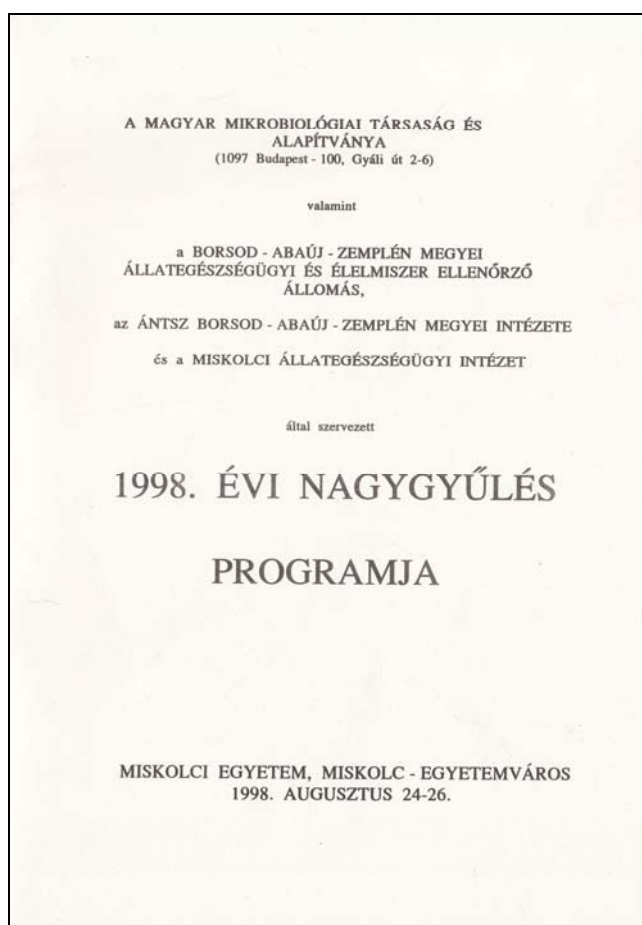 A MAGYAR MIKROBIOLÓGIAI TÁRSASÁG ÉS
ALAPÍTVÁNYA
(1097 Budapest - 100, Gyáli út 2-6)
valamint
a BORSOD - ABAÚJ - ZEMPLÉN MEGYEI
ÁLLATEGÉSZSÉGÜGYI ÉS ÉLELMISZER ELLENŐRZŐ
ÁLLOMÁS,
az ÁNTSZ BORSOD - ABAÚJ - ZEMPLÉN MEGYEI INTÉZETE
és a MISKOLCI ÁLLATEGÉSZSÉGÜGYI INTÉZET
által szervezett
1998. ÉVI NAGYGYŰLÉS
PROGRAMJA
MISKOLCI EGYETEM, MISKOLC - EGYETEMVÁROS
1998. AUGUSZTUS 24-26.